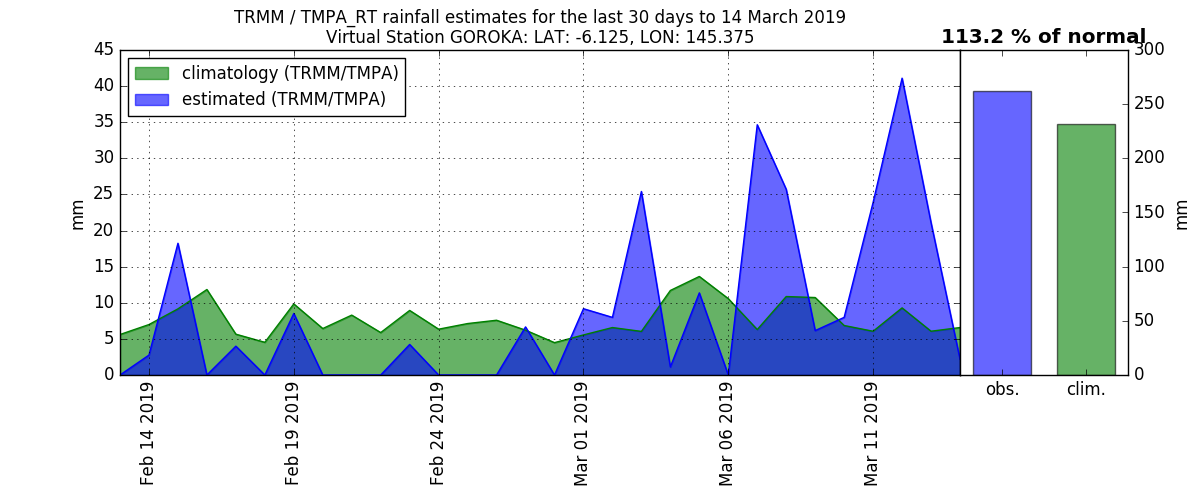 TRMM / TMPA_RT rainfall estimates for the last 30 days to 14 March 2019
Virtual Station GOROKA: LAT: -6.125, LON: 145.375
113.2 % of normal
climatology (TRMM/TMPA)
estimated (TRMM/TMPA)
mm
45
40
35
30
25
20
15
10
5
0
Feb 14 2019
Feb 19 2019
Feb 24 2019
Mar 01 2019
Mar 06 2019
Mar 11 2019
300
250
200
150
100
50
0
mm
obs.
clim.